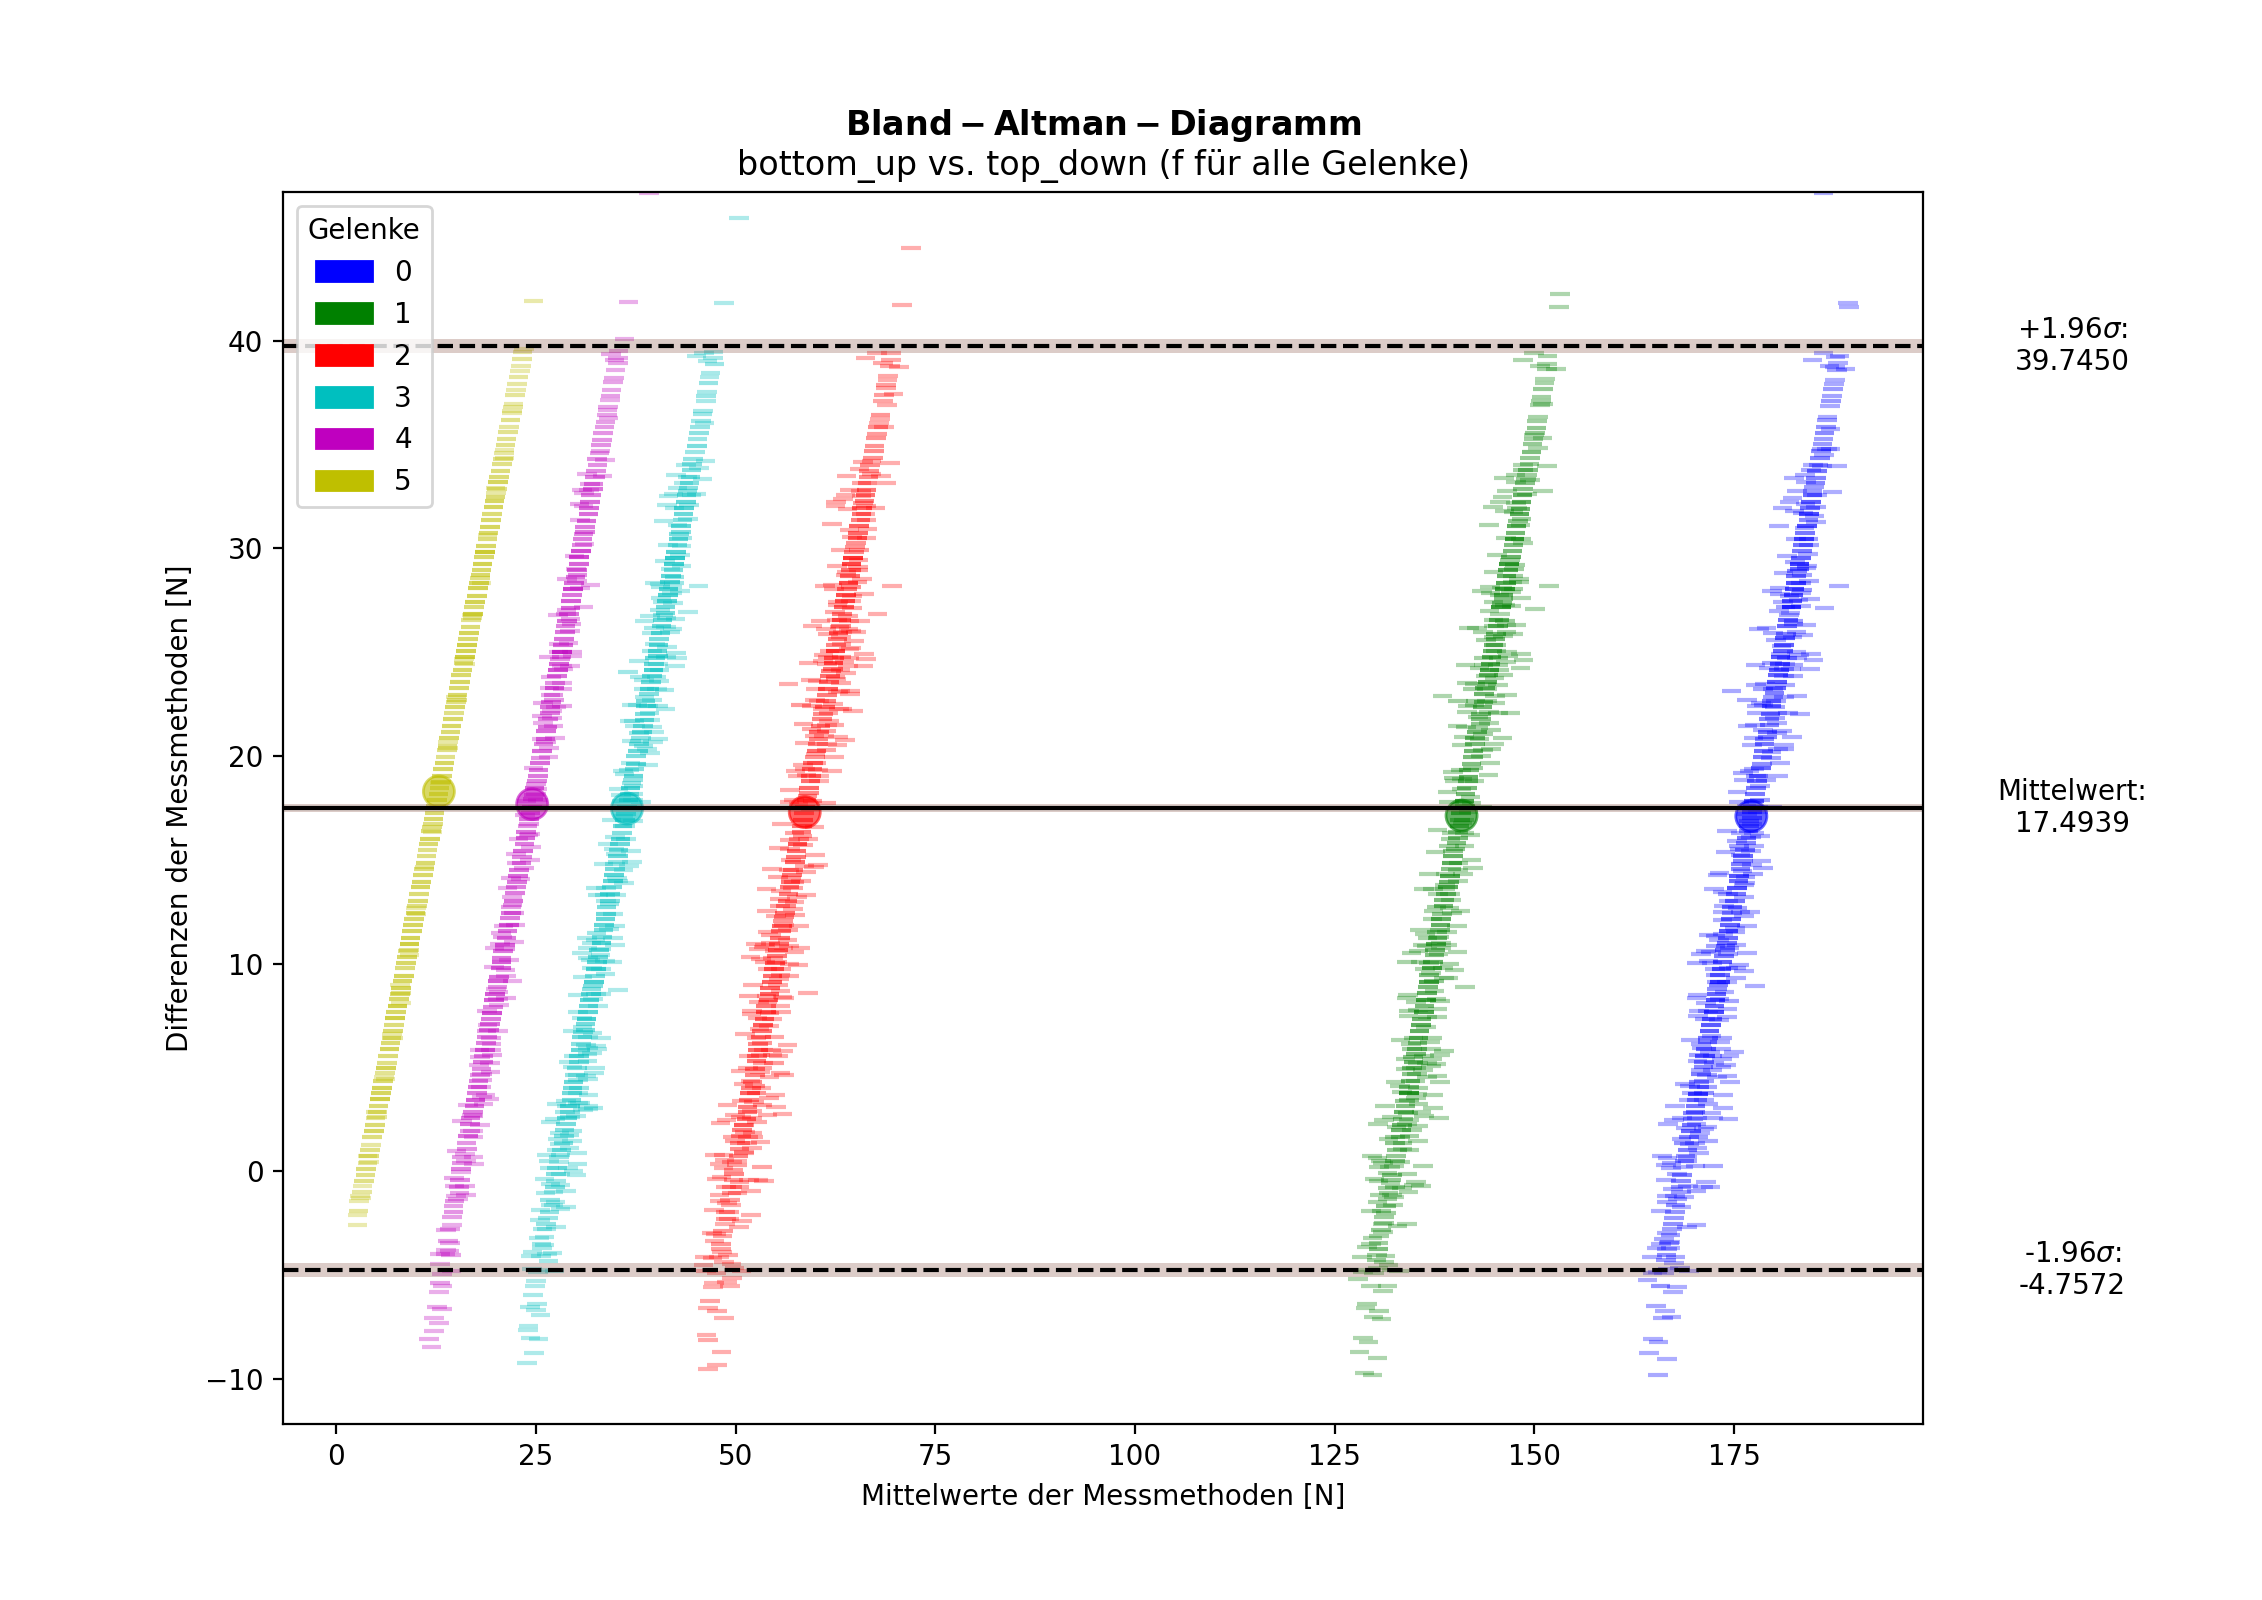 Bland − Altman − Diagramm
bottom_up vs. top_down (f für alle Gelenke)
Gelenke
0
1
2
3
4
5
Differenzen der Messmethoden [N]
40
30
20
10
0
−10
0 25 50 75 100 125 150 175
Mittelwerte der Messmethoden [N]
+1.96σ:
39.7450
Mittelwert:
17.4939
-1.96σ:
-4.7572